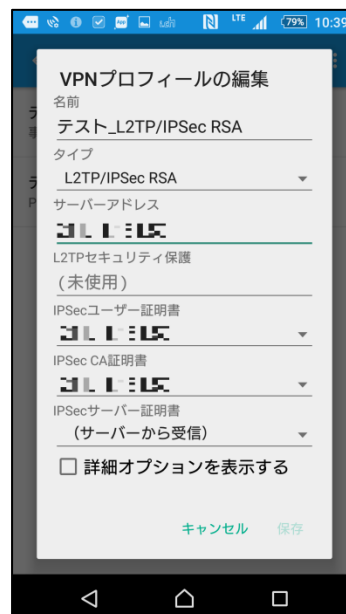 LTE 79% 10:39
VPNプロフィールの編集
名前
テスト_L2TP/IPSec RSA
タイプ
L2TP/IPSec RSA
サーバーアドレス
L2TPセキュリティ保護
(未使用)
IPSecユーザー証明書
IPSec CA証明書
IPSecサーバー証明書
(サーバーから受信)
詳細オプションを表示する
キャンセル 保存